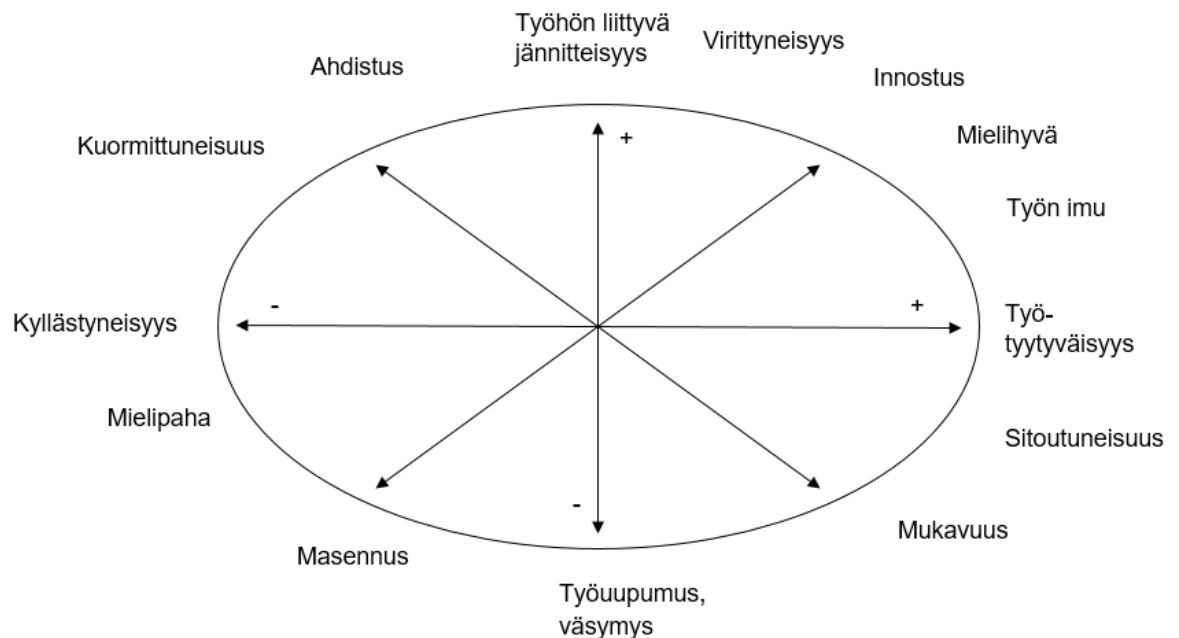 Työhön liittyvä
jännitteisyys
Virittyneisyys
Ahdistus
Innostus
Kuormittuneisuus
+
Mielihyvä
Työn imu
-
+
Kyllästyneisyys
Työ-
tyytyväisyys
Mielipaha
Sitoutuneisuus
-
Mukavuus
Masennus
Työuupumus,
väsymys